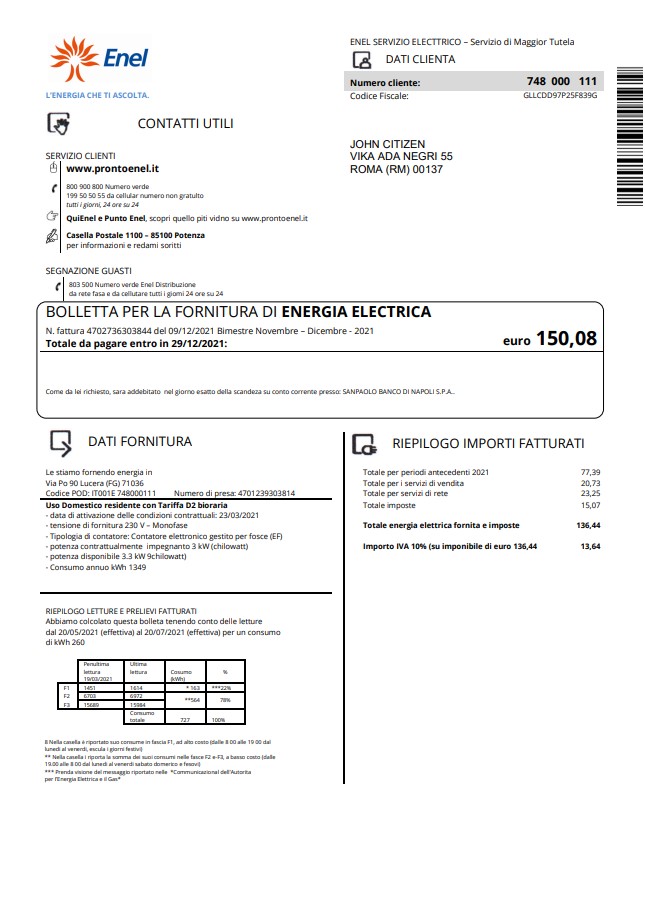 Enel
L'ENERGIA CHE TI ASCOLTA.
ENEL SERVIZIO ELECTTRICO – Servizio di Maggior Tutela
DATI CLIENTA
Numero cliente: 748 000 111
Codice Fiscale: GLLCDD97P25F839G
CONTATTI UTILI
JOHN CITIZEN
VIKA ADA NEGRI 55
ROMA (RM) 00137
SERVIZIO CLIENTI
www.prontoenel.it
800 900 800 Numero verde
199 50 50 55 da cellular numero non gratulto
tutti i giorni, 24 ore su 24
QuiEnel e Punto Enel, scopri quello piti vidno su www.prontoenel.it
Casella Postale 1100 – 85100 Potenza
per informazioni e redami soritti
SEGNAZIONE GUASTI
803 500 Numero verde Enel Distribuzione
da rete fasa e da cellutare tutti i gjomi 24 ore su 24
BOLLETTA PER LA FORNITURA DI ENERGIA ELECTRICA
N. fattura 4702736303844 del 09/12/2021 Bimestre Novembre – Dicembre - 2021
Totale da pagare entro in 29/12/2021: euro 150,08
Come da lei richiesto, sara addebitato nel giorno esatto della scandeza su conto corrente presso: SANPAOLO BANCO DI NAPOLI S.P.A..
DATI FORNITURA
Le stiamo fornendo energia in
Via Po 90 Lucera (FG) 71036
Codice POD: IT001E 748000111 Numero di presa: 4701239303814
Uso Domestico residente con Tariffa D2 bioraria
- data di attivazione delle condizioni contrattuali: 23/03/2021
- tensione di fornitura 230 V – Monofase
- Tipologia di contatore: Contatore elettronico gestito per fosce (EF)
- potenza contrattualmente impegnanto 3 kW (chilowatt)
- potenza disponibile 3.3 kW 9chilowatt)
- Consumo annuo kWh 1349
RIEPILOGO LETTURE E PRELIEVI FATTURATI
Abbiamo colcolato questa bolleta tenendo conto delle letture
dal 20/05/2021 (effettiva) al 20/07/2021 (effettiva) per un consumo
di kWh 260
Penultima lettura 19/03/2021 Ultima lettura Cosumo (kWh) %
F1 1451 1614 * 163 ***22%
F2 6703 6972 **564 78%
F3 15689 15984
Consumo totale 727 100%
8 Nella casella è riportato suo consume in fascia F1, ad alto costo (dalle 8 00 alle 19 00 dal
lunedi al venerdi, escula i giorni festivi)
** Nella casella i riporta la somma dei suoi consumi nelle fasce F2 e-F3, a basso costo (dalle
19.00 alle 8 00 dal lunedi al venerdi sabato domerico e fesovi)
*** Prenda visione del messaggio riportato nelle *Communicazional dell'Autorita
per l'Energia Elettrica e il Gas*
RIEPILOGO IMPORTI FATTURATI
Totale per periodi antecedenti 2021 77,39
Totale per i servizi di vendita 20,73
Totale per servizi di rete 23,25
Totale imposte 15,07
Totale energia elettrica fornita e imposte 136,44
Importo IVA 10% (su imponibile di euro 136,44 13,64